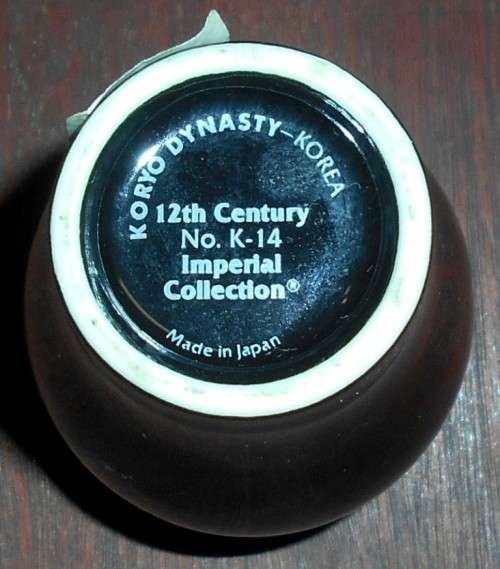 KORYO DYNASTY—KOREA
12th Century
No. K-14
Imperial
Collection®
Made in Japan